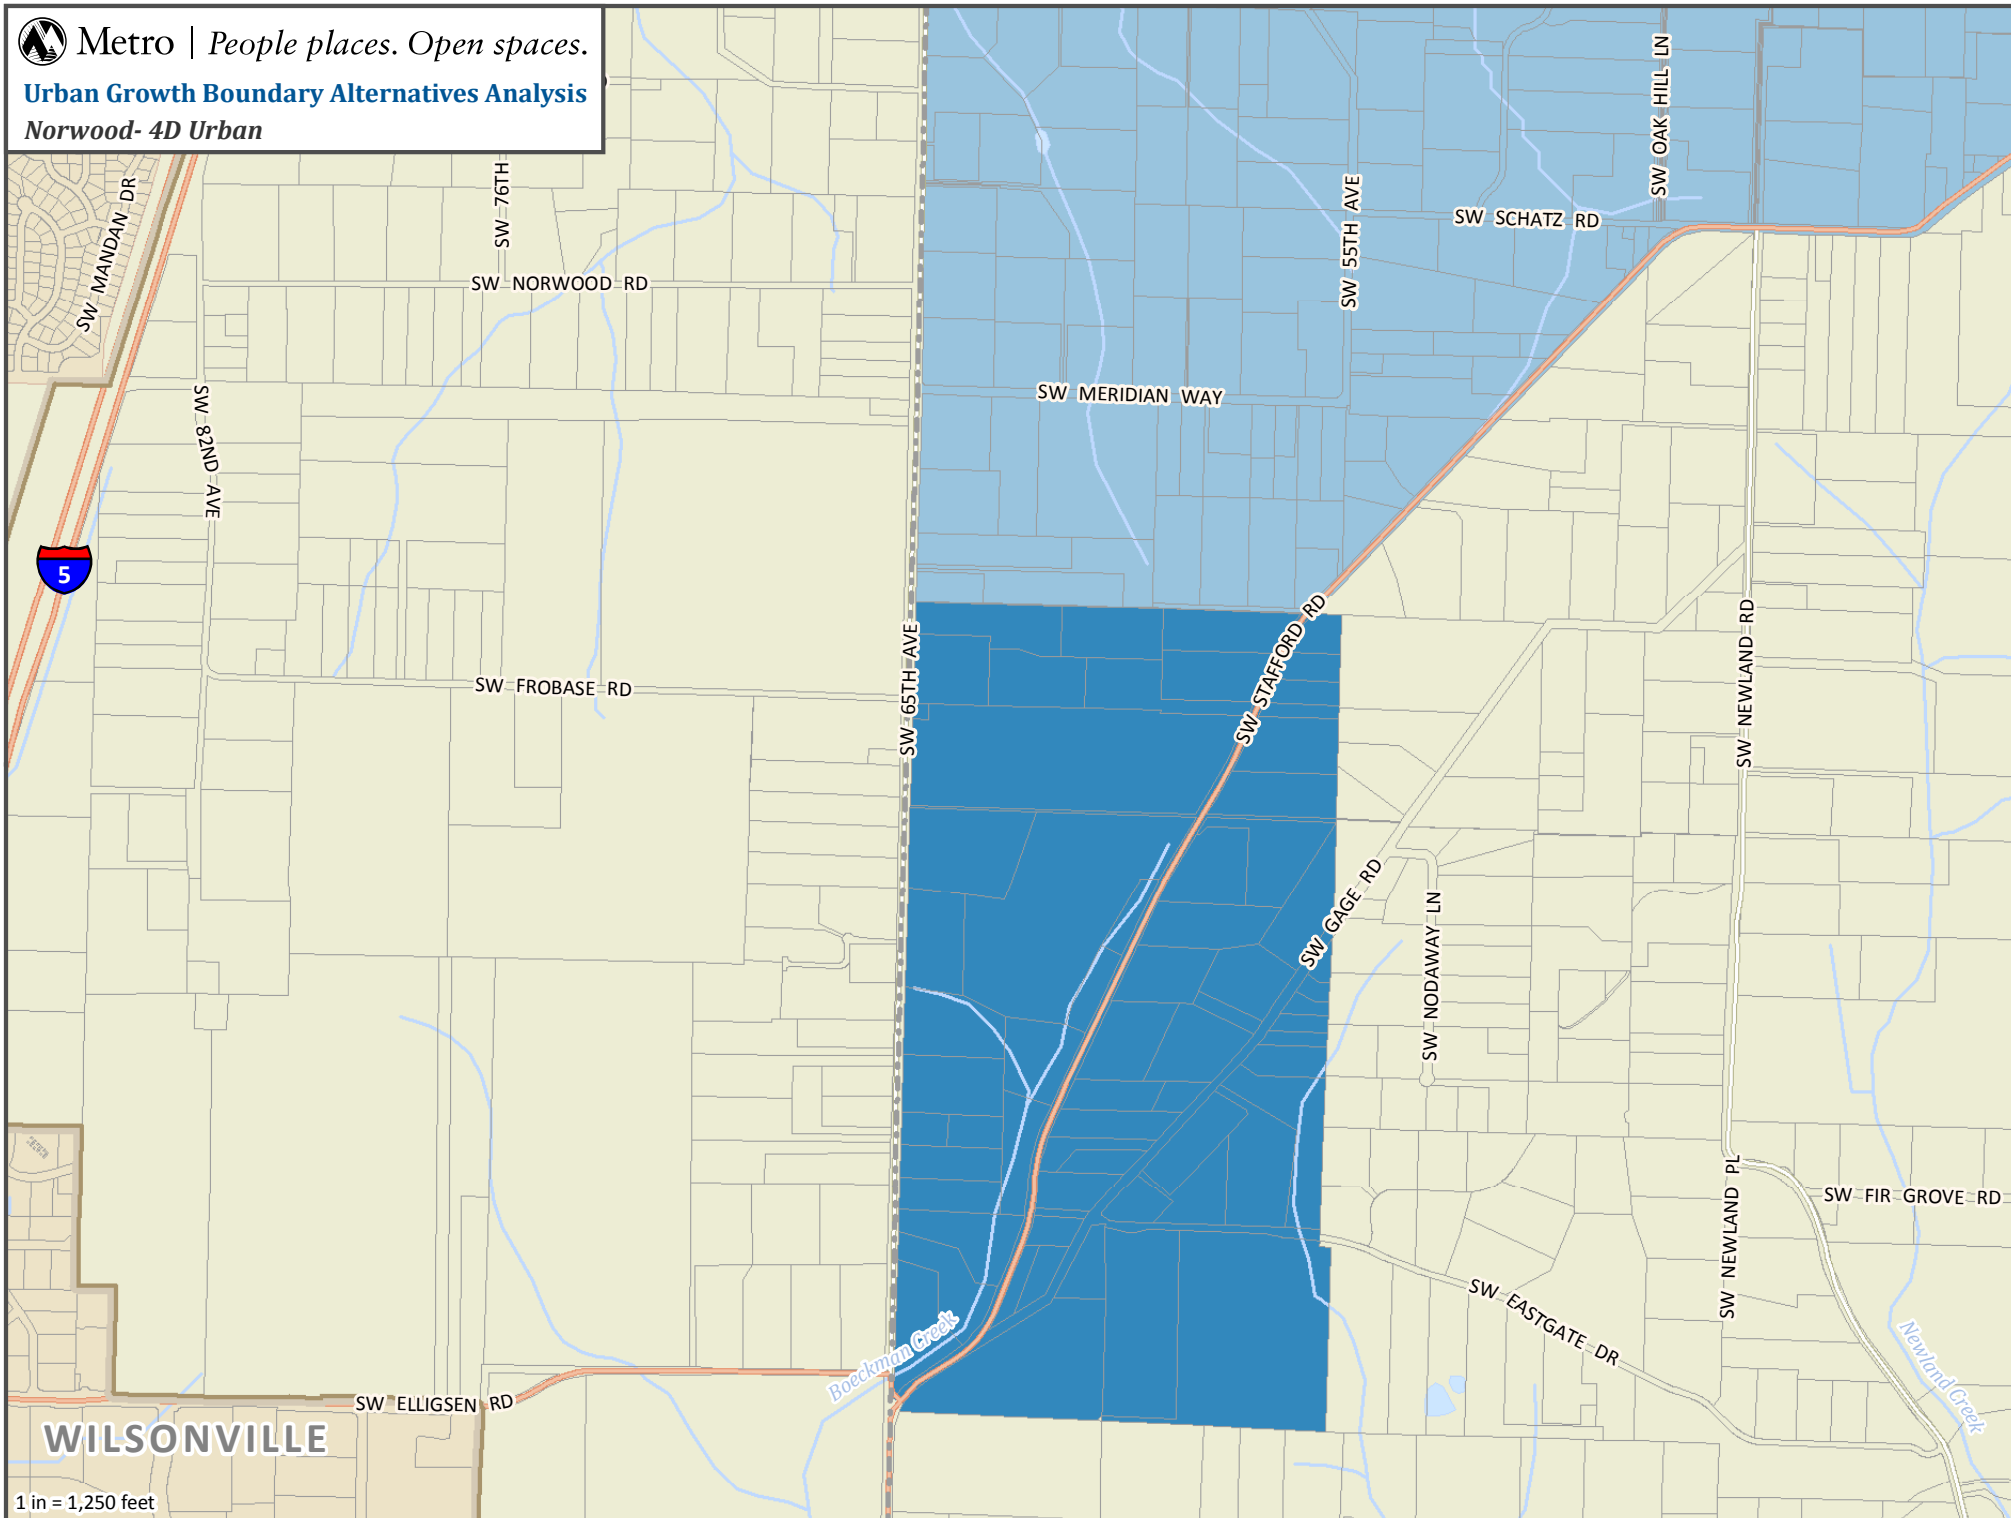 Metro | People places. Open spaces.
Urban Growth Boundary Alternatives Analysis
Norwood- 4D Urban
SW MANDAN DR
SW 76TH
SW OAK HILL LN
SW 55TH AVE
SW SCHATZ RD
SW NORWOOD RD
SW MERIDIAN WAY
SW 82ND AVE
5
SW STAFFORD RD
SW 65TH AVE
SW FROBASE RD
SW NEWLAND RD
SW GAGE RD
SW NODAWAY LN
SW NEWLAND PL
SW FIR GROVE RD
SW EASTGATE DR
Boeckman Creek
Newland Creek
SW ELLIGSEN RD
WILSONVILLE
1 in = 1,250 feet